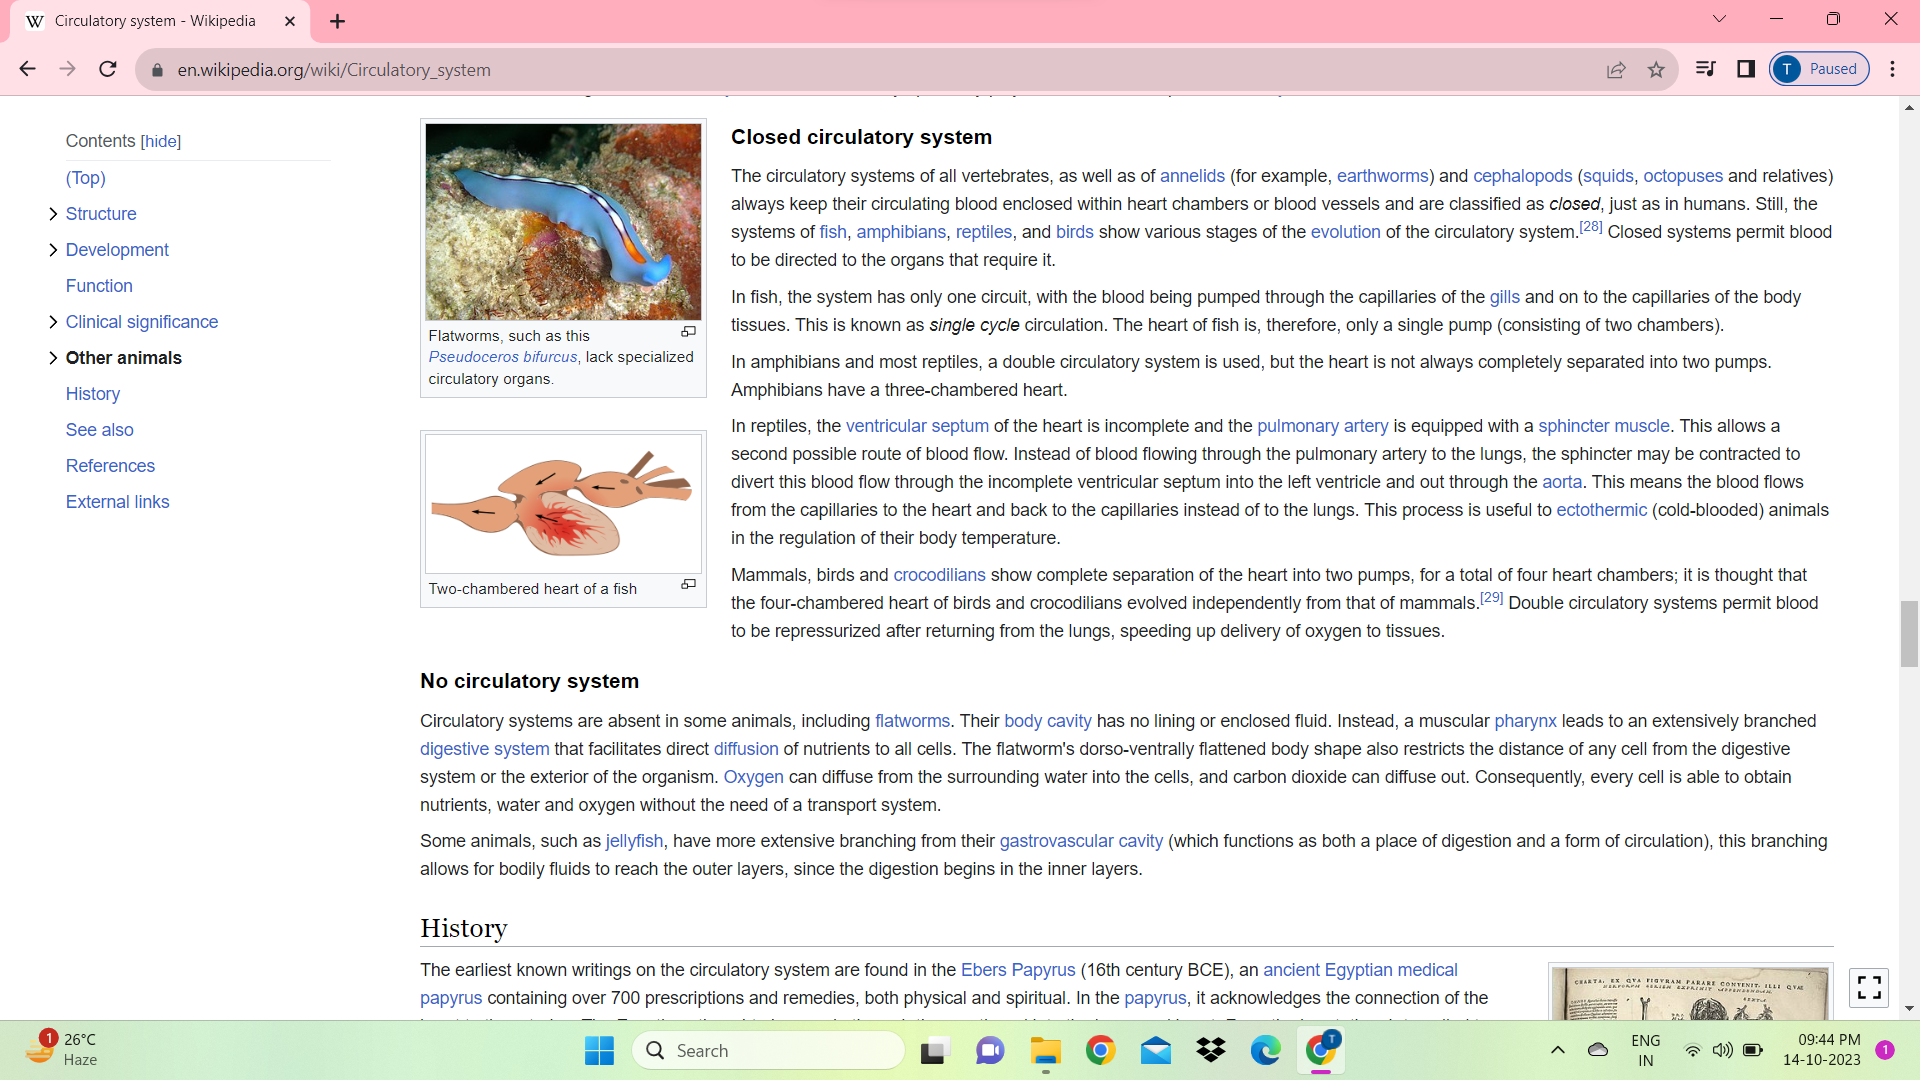 Circulatory system - Wikipedia
en.wikipedia.org/wiki/Circulatory_system
T Paused
Contents [hide]
(Top)
Structure
Development
Function
Clinical significance
Other animals
History
See also
References
External links
Flatworms, such as this
Pseudoceros bifurcus, lack specialized
circulatory organs.
Two-chambered heart of a fish
Closed circulatory system
The circulatory systems of all vertebrates, as well as of annelids (for example, earthworms) and cephalopods (squids, octopuses and relatives)
always keep their circulating blood enclosed within heart chambers or blood vessels and are classified as closed, just as in humans. Still, the
systems of fish, amphibians, reptiles, and birds show various stages of the evolution of the circulatory system.[28] Closed systems permit blood
to be directed to the organs that require it.
In fish, the system has only one circuit, with the blood being pumped through the capillaries of the gills and on to the capillaries of the body
tissues. This is known as single cycle circulation. The heart of fish is, therefore, only a single pump (consisting of two chambers).
In amphibians and most reptiles, a double circulatory system is used, but the heart is not always completely separated into two pumps.
Amphibians have a three-chambered heart.
In reptiles, the ventricular septum of the heart is incomplete and the pulmonary artery is equipped with a sphincter muscle. This allows a
second possible route of blood flow. Instead of blood flowing through the pulmonary artery to the lungs, the sphincter may be contracted to
divert this blood flow through the incomplete ventricular septum into the left ventricle and out through the aorta. This means the blood flows
from the capillaries to the heart and back to the capillaries instead of to the lungs. This process is useful to ectothermic (cold-blooded) animals
in the regulation of their body temperature.
Mammals, birds and crocodilians show complete separation of the heart into two pumps, for a total of four heart chambers; it is thought that
the four-chambered heart of birds and crocodilians evolved independently from that of mammals.[29] Double circulatory systems permit blood
to be repressurized after returning from the lungs, speeding up delivery of oxygen to tissues.
No circulatory system
Circulatory systems are absent in some animals, including flatworms. Their body cavity has no lining or enclosed fluid. Instead, a muscular pharynx leads to an extensively branched
digestive system that facilitates direct diffusion of nutrients to all cells. The flatworm's dorso-ventrally flattened body shape also restricts the distance of any cell from the digestive
system or the exterior of the organism. Oxygen can diffuse from the surrounding water into the cells, and carbon dioxide can diffuse out. Consequently, every cell is able to obtain
nutrients, water and oxygen without the need of a transport system.
Some animals, such as jellyfish, have more extensive branching from their gastrovascular cavity (which functions as both a place of digestion and a form of circulation), this branching
allows for bodily fluids to reach the outer layers, since the digestion begins in the inner layers.
History
The earliest known writings on the circulatory system are found in the Ebers Papyrus (16th century BCE), an ancient Egyptian medical
papyrus containing over 700 prescriptions and remedies, both physical and spiritual. In the papyrus, it acknowledges the connection of the
1
26°C
Haze
Search
T
ENG
IN
09:44 PM
14-10-2023
1